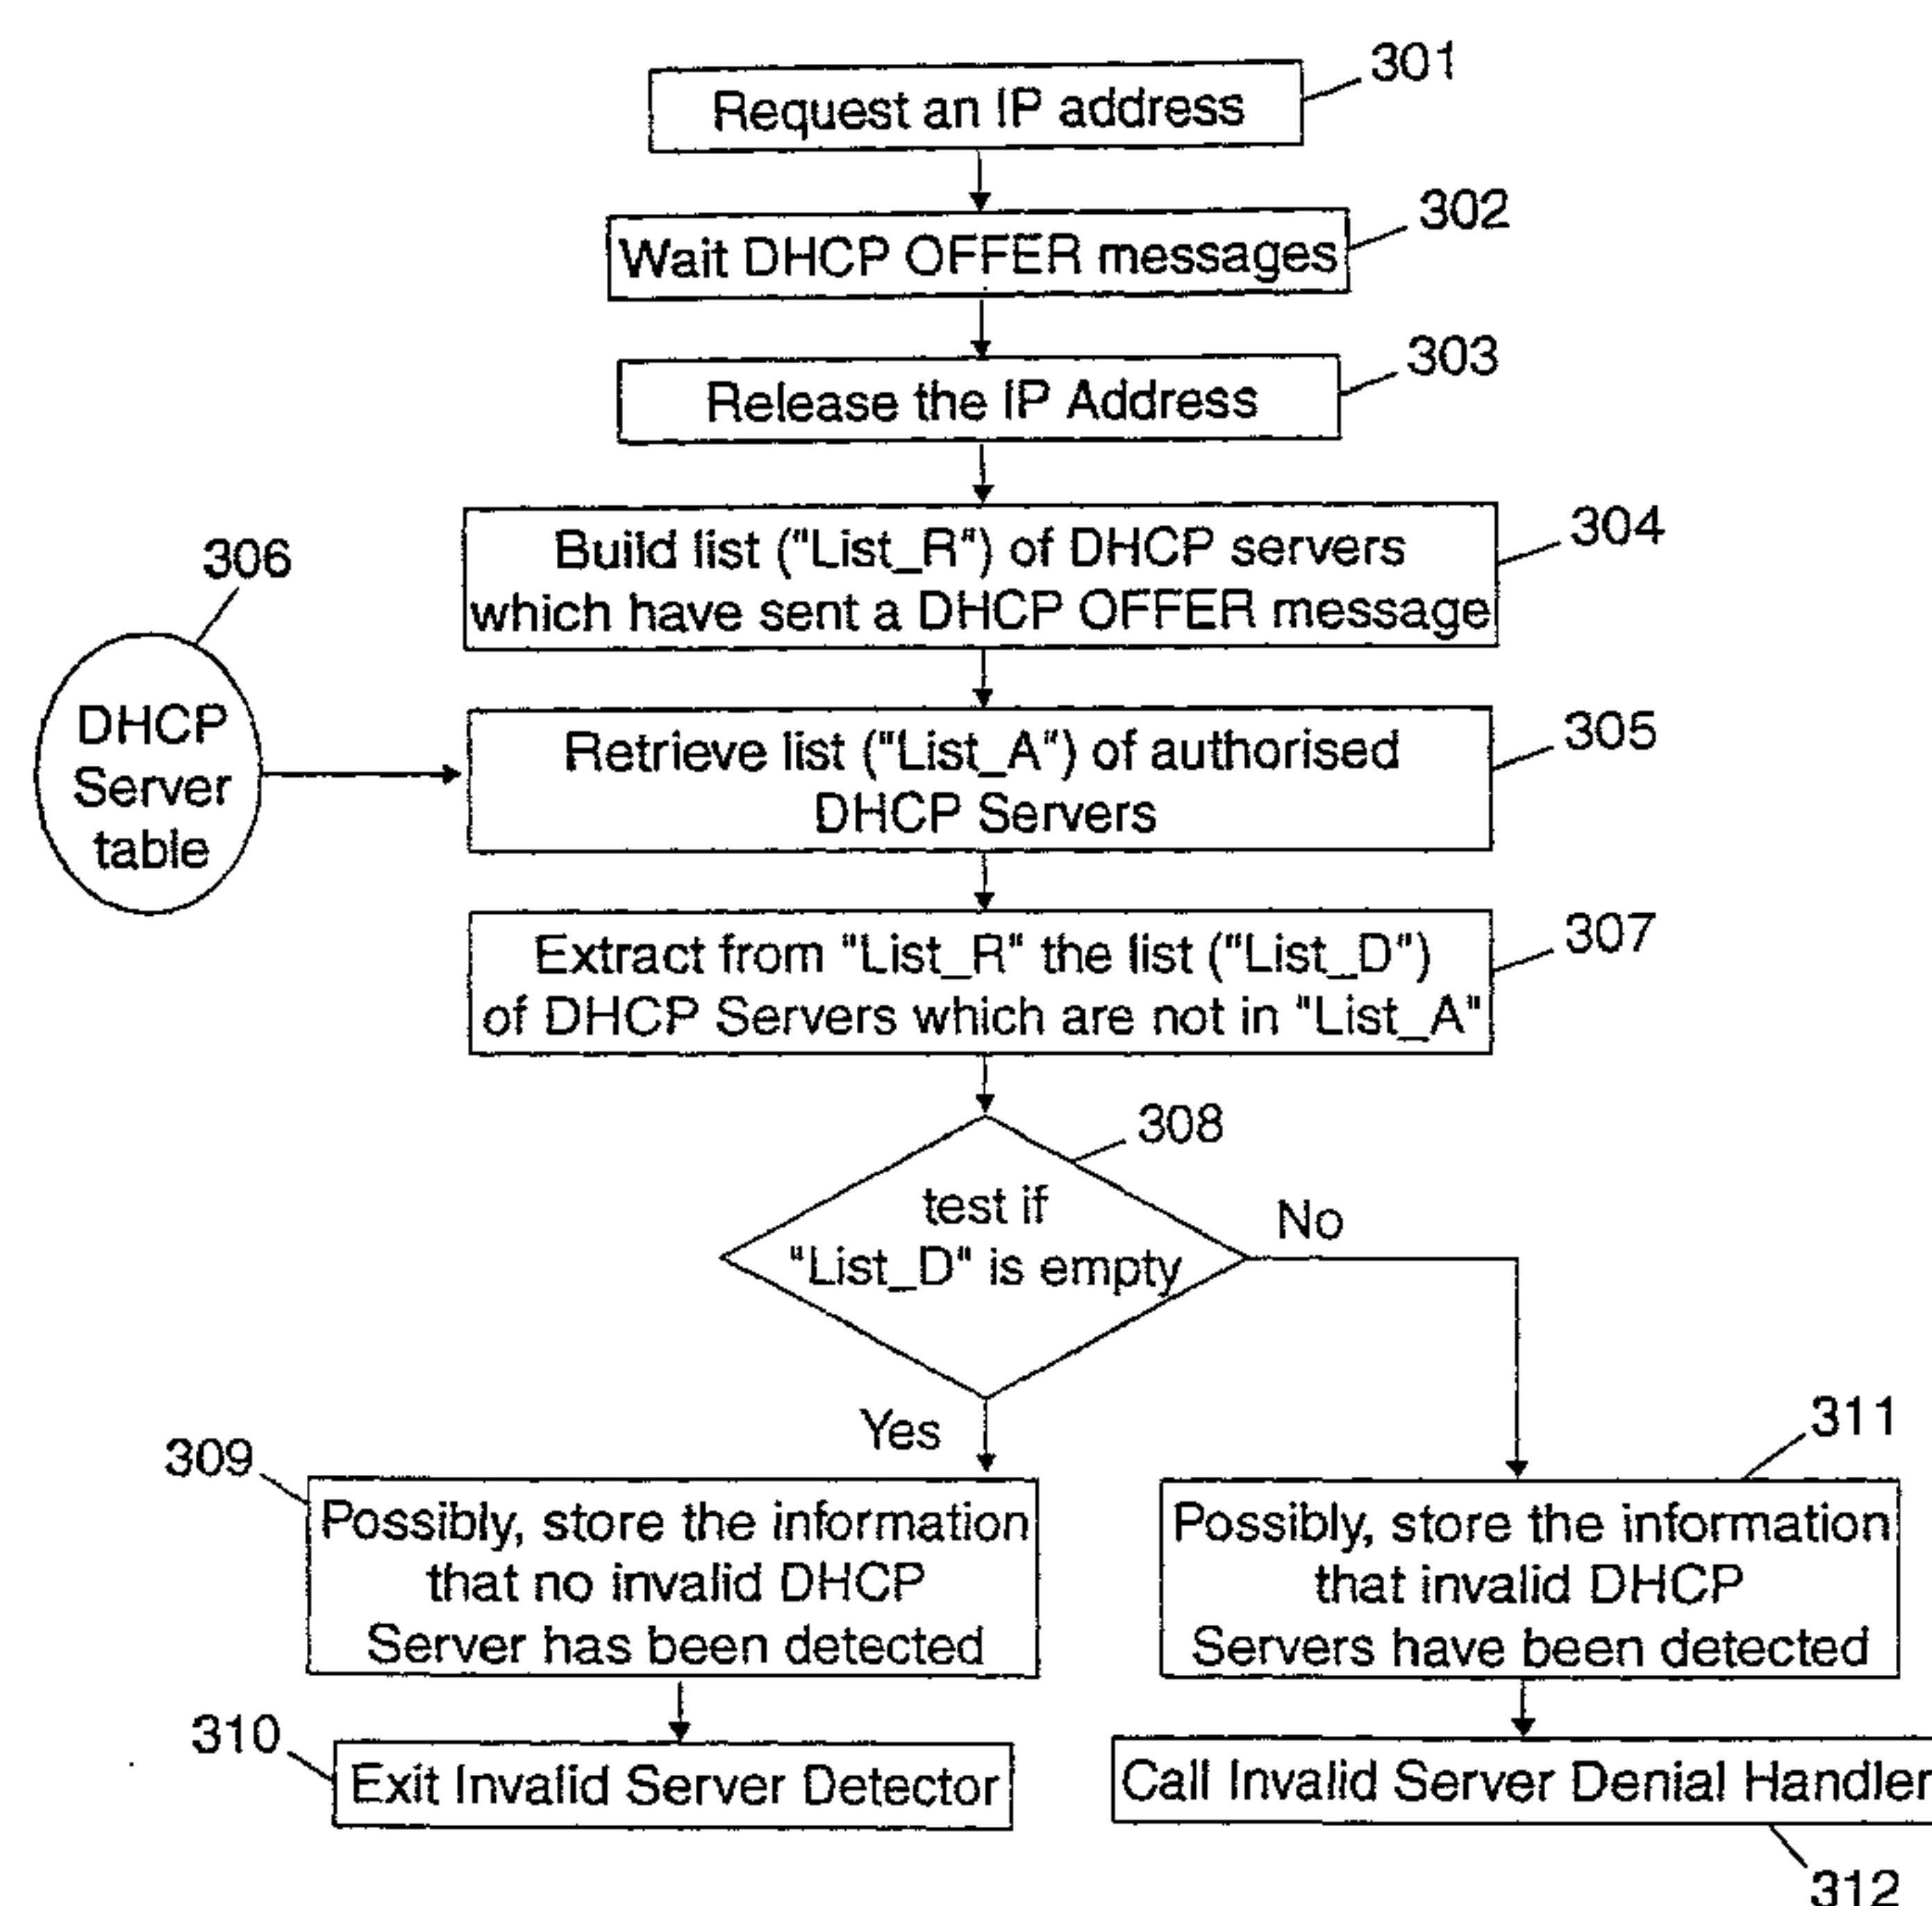 301
Request an IP address
302
Wait DHCP OFFER messages
303
Release the IP Address
304
Build list ("List_R") of DHCP servers
which have sent a DHCP OFFER message
306
DHCP
Server
table
305
Retrieve list ("List_A") of authorised
DHCP Servers
307
Extract from "List_R" the list ("List_D")
of DHCP Servers which are not in "List_A"
308
test if
"List_D" is empty
No
Yes
309
Possibly, store the information
that no invalid DHCP
Server has been detected
311
Possibly, store the information
that invalid DHCP
Servers have been detected
310
Exit Invalid Server Detector
Call Invalid Server Denial Handler
312